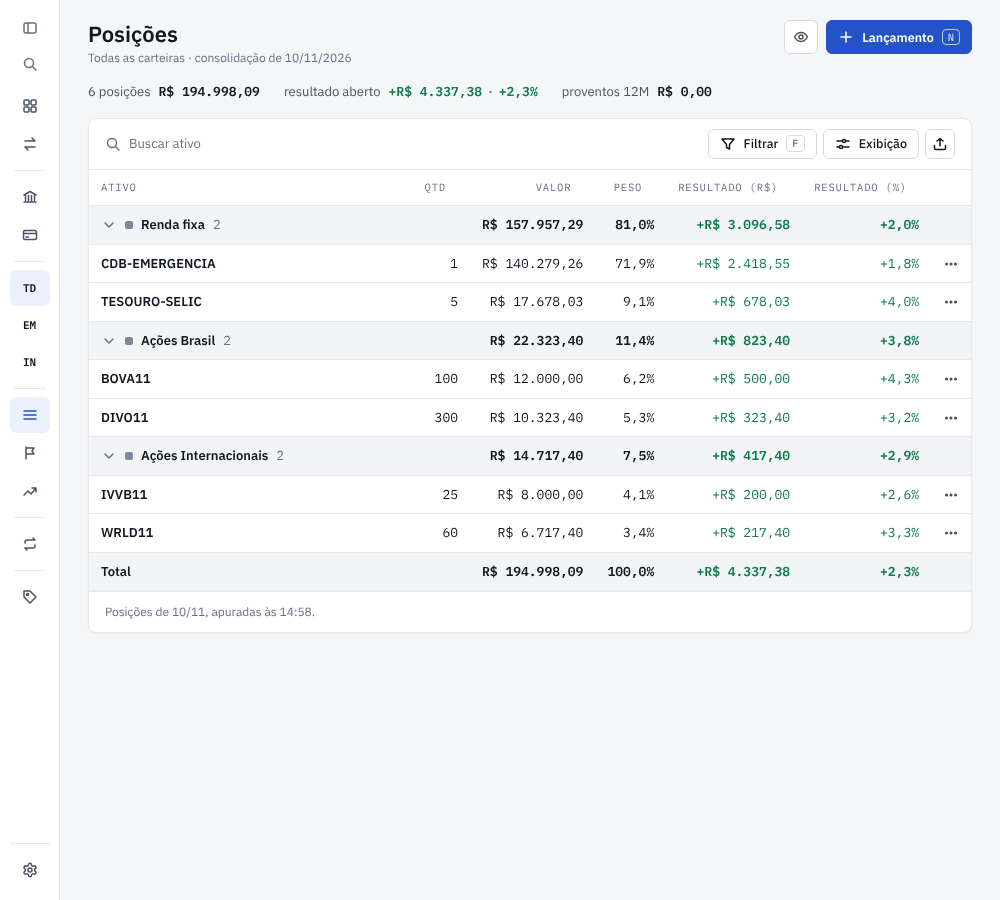 Posições
Todas as carteiras · consolidação de 10/11/2026
Lançamento N
6 posições R$ 194.998,09 resultado aberto +R$ 4.337,38 · +2,3% proventos 12M R$ 0,00
Buscar ativo Filtrar F Exibição
ATIVO QTD VALOR PESO RESULTADO (R$) RESULTADO (%)
Renda fixa 2 R$ 157.957,29 81,0% +R$ 3.096,58 +2,0%
CDB-EMERGENCIA 1 R$ 140.279,26 71,9% +R$ 2.418,55 +1,8%
TESOURO-SELIC 5 R$ 17.678,03 9,1% +R$ 678,03 +4,0%
Ações Brasil 2 R$ 22.323,40 11,4% +R$ 823,40 +3,8%
BOVA11 100 R$ 12.000,00 6,2% +R$ 500,00 +4,3%
DIVO11 300 R$ 10.323,40 5,3% +R$ 323,40 +3,2%
Ações Internacionais 2 R$ 14.717,40 7,5% +R$ 417,40 +2,9%
IVVB11 25 R$ 8.000,00 4,1% +R$ 200,00 +2,6%
WRLD11 60 R$ 6.717,40 3,4% +R$ 217,40 +3,3%
Total R$ 194.998,09 100,0% +R$ 4.337,38 +2,3%
Posições de 10/11, apuradas às 14:58.
TD
EM
IN